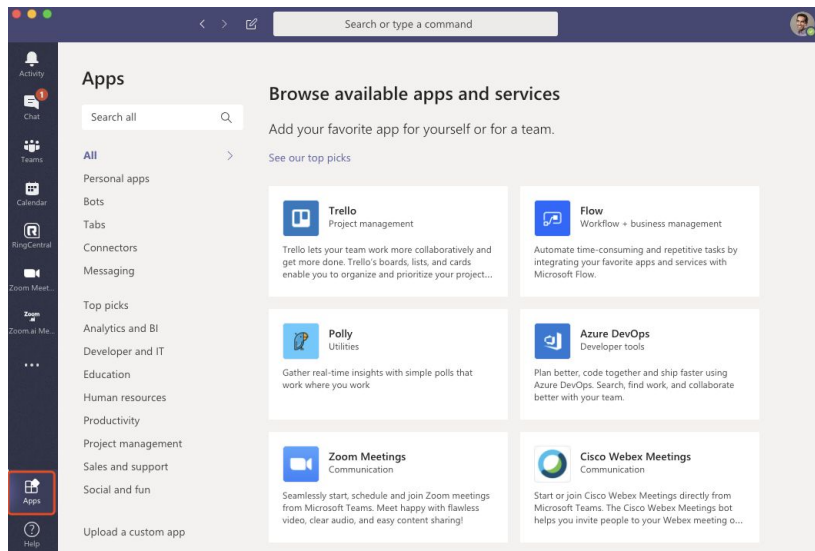 Search or type a command
Activity
1
Chat
Teams
Calendar
RingCentral
Zoom Meet...
Zoom
Zoom.ai Me...
Apps
Help
Apps
Search all
All
Personal apps
Bots
Tabs
Connectors
Messaging
Top picks
Analytics and BI
Developer and IT
Education
Human resources
Productivity
Project management
Sales and support
Social and fun
Upload a custom app
Browse available apps and services
Add your favorite app for yourself or for a team.
See our top picks
Trello
Project management
Trello lets your team work more collaboratively and
get more done. Trello's boards, lists, and cards
enable you to organize and prioritize your project...
Flow
Workflow + business management
Automate time-consuming and repetitive tasks by
integrating your favorite apps and services with
Microsoft Flow.
Polly
Utilities
Gather real-time insights with simple polls that
work where you work
Azure DevOps
Developer tools
Plan better, code together and ship faster using
Azure DevOps. Search, find work, and collaborate
better with your team.
Zoom Meetings
Communication
Seamlessly start, schedule and join Zoom meetings
from Microsoft Teams. Meet happy with flawless
video, clear audio, and easy content sharing!
Cisco Webex Meetings
Communication
Start or join Cisco Webex Meetings directly from
Microsoft Teams. The Cisco Webex Meetings bot
helps you invite people to your Webex meeting o...